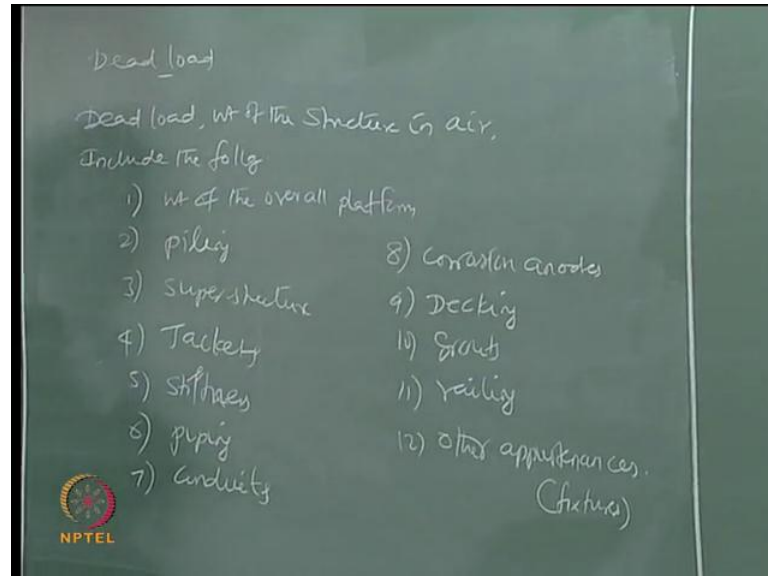 Dead load
Dead load, wt of the structure in air.
Include the follg
1) wt of the overall platform
2) piling
3) superstructure
4) Jackets
5) stiffners
6) piping
7) conduits
8) corrosion anodes
9) Decking
10) Grouts
11) railing
12) other appurtenances.
(fixtures)
NPTEL